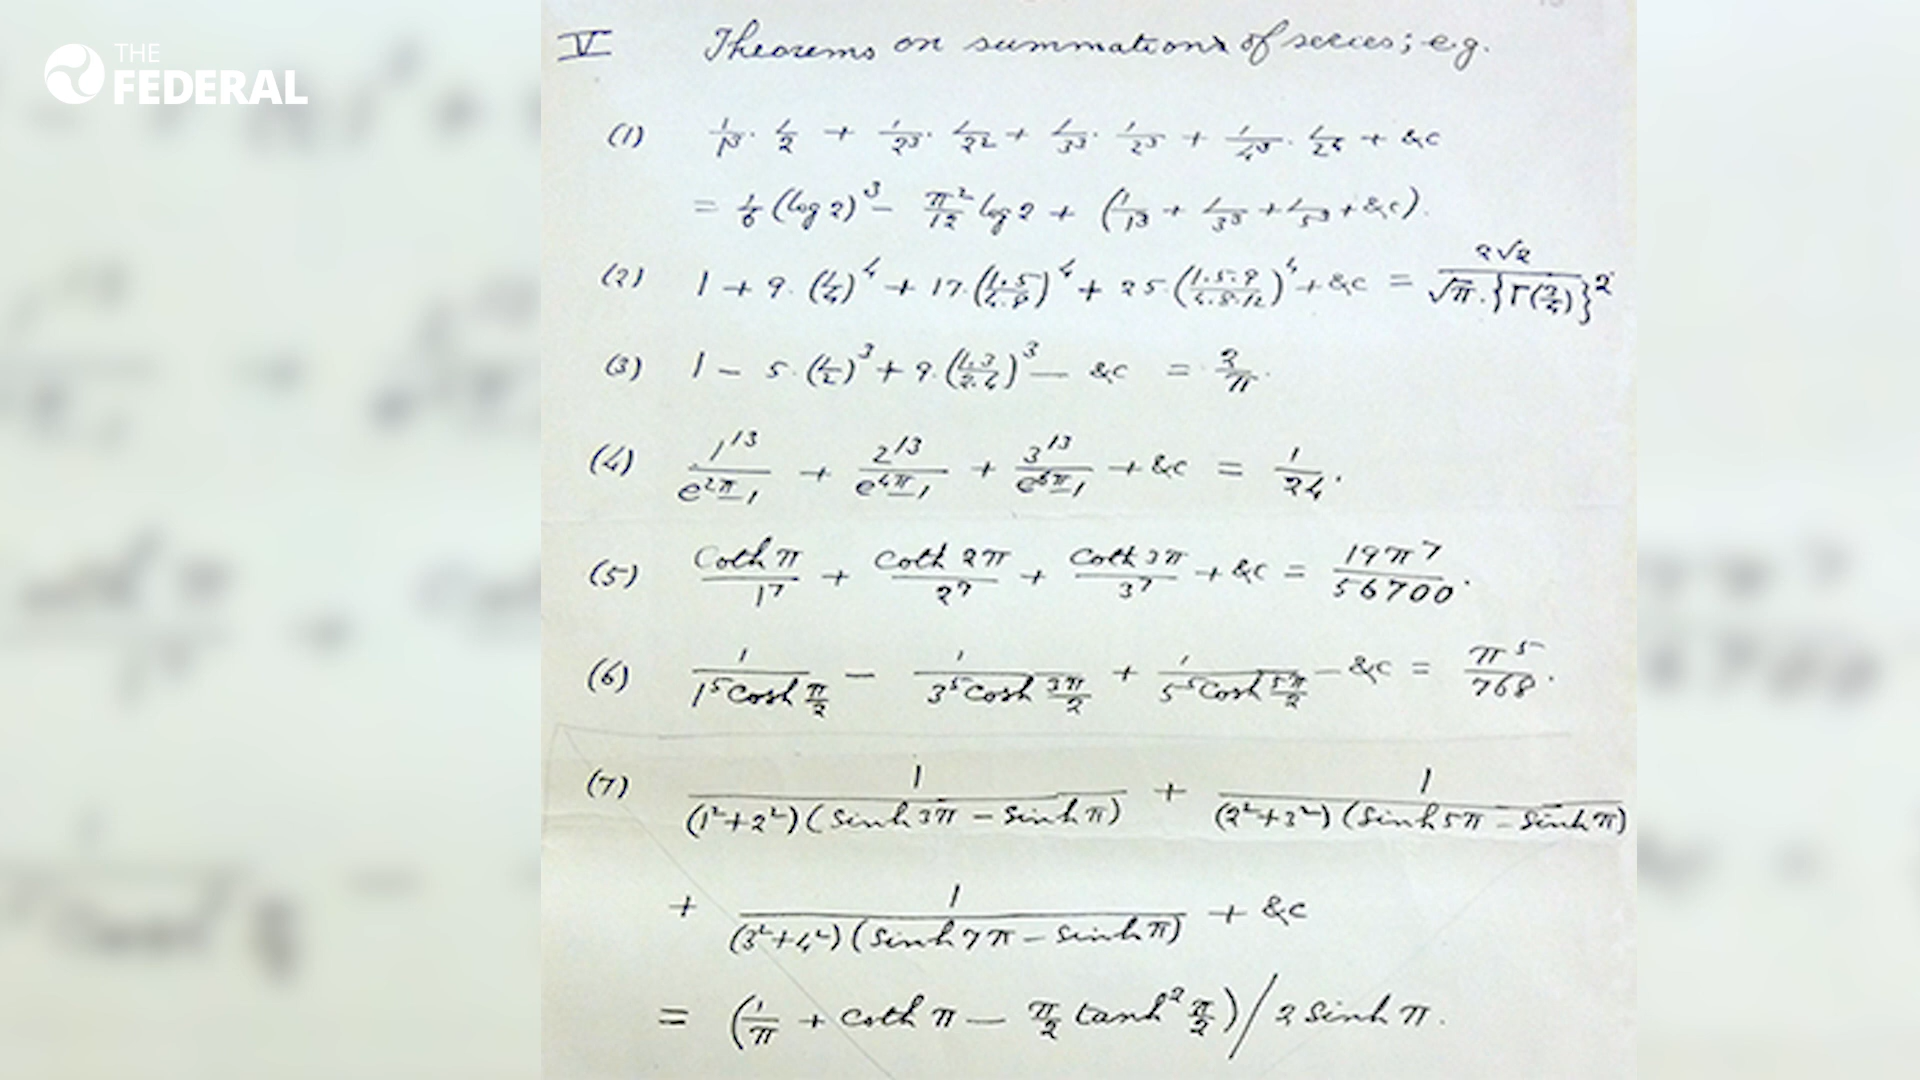 THE
FEDERAL
V Theorems on summations of series; e.g.
(1) 1/1³ · 1/2 + 1/2³ · 1/2² + 1/3³ · 1/2³ + 1/4³ · 1/2⁴ + &c
= 1/6 (log 2)³ − π²/12 log 2 + (1/1³ + 1/3³ + 1/5³ + &c).
(2) 1 + 9·(1/4)⁴ + 17·(1·5/4·8)⁴ + 25·(1·5·9/4·8·12)⁴ + &c = 2√2/√π·{Γ(3/4)}²
(3) 1 − 5·(1/2)³ + 9·(1·3/2·4)³ − &c = 2/π.
(4) 1¹³/e^2π−1 + 2¹³/e^4π−1 + 3¹³/e^6π−1 + &c = 1/24.
(5) Coth π/1⁷ + Coth 2π/2⁷ + Coth 3π/3⁷ + &c = 19π⁷/56700.
(6) 1/1⁵ Cosh π/2 − 1/3⁵ Cosh 3π/2 + 1/5⁵ Cosh 5π/2 − &c = π⁵/768.
(7) 1/(1²+2²)(Sinh 3π − Sinh π) + 1/(2²+3²)(Sinh 5π − Sinh π)
+ 1/(3²+4²)(Sinh 7π − Sinh π) + &c
= (1/π + Coth π − π/2 tanh² π/2)/2 Sinh π.